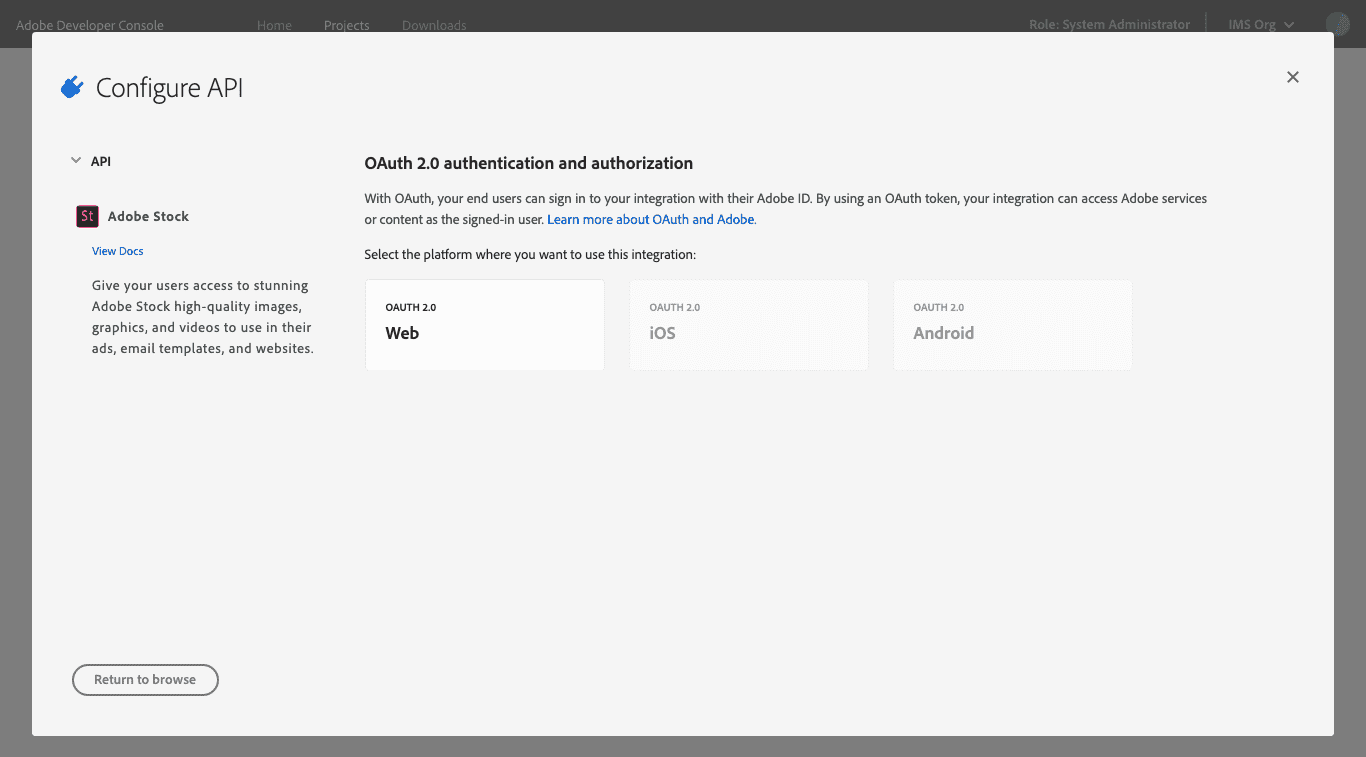 Adobe Developer Console
Home
Projects
Downloads
Role: System Administrator
IMS Org
Configure API
API
St
Adobe Stock
View Docs
Give your users access to stunning
Adobe Stock high-quality images,
graphics, and videos to use in their
ads, email templates, and websites.
OAuth 2.0 authentication and authorization
With OAuth, your end users can sign in to your integration with their Adobe ID. By using an OAuth token, your integration can access Adobe services
or content as the signed-in user. Learn more about OAuth and Adobe.
Select the platform where you want to use this integration:
OAUTH 2.0
Web
OAUTH 2.0
iOS
OAUTH 2.0
Android
Return to browse